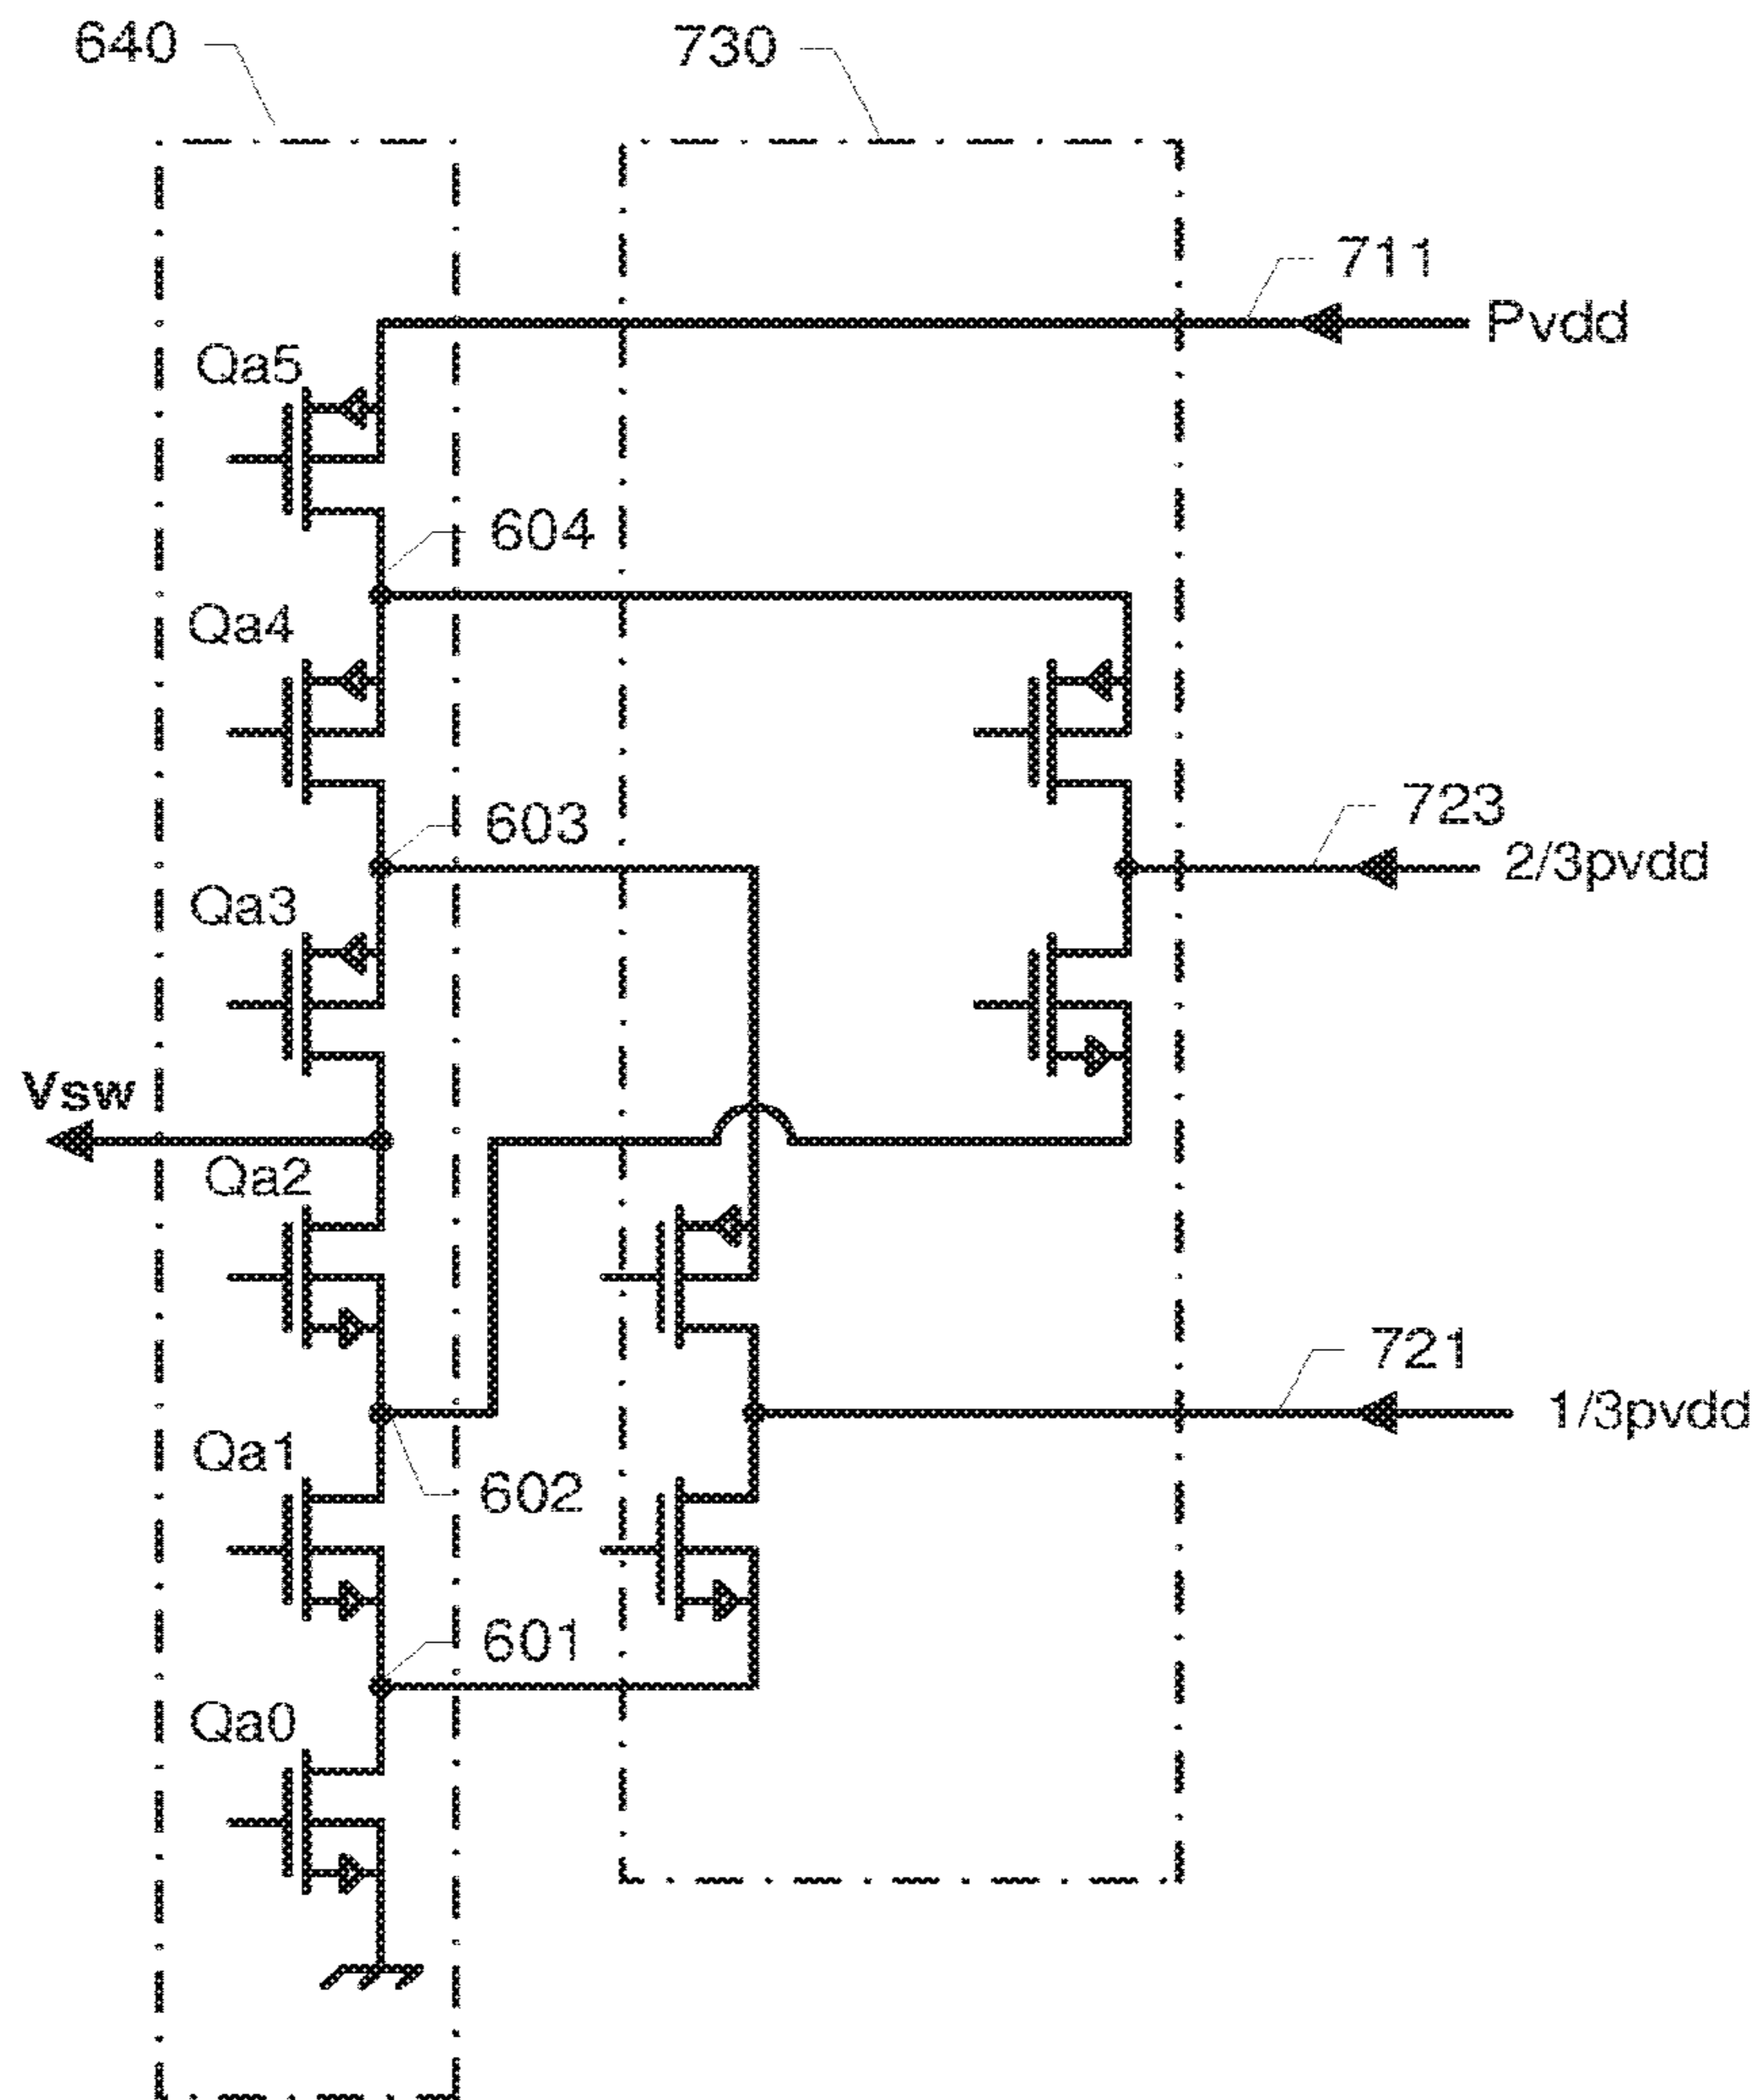 640
730
711
Pvdd
Qa5
604
Qa4
723
603
2/3pvdd
Qa3
Vsw
Qa2
721
1/3pvdd
Qa1
602
601
Qa0